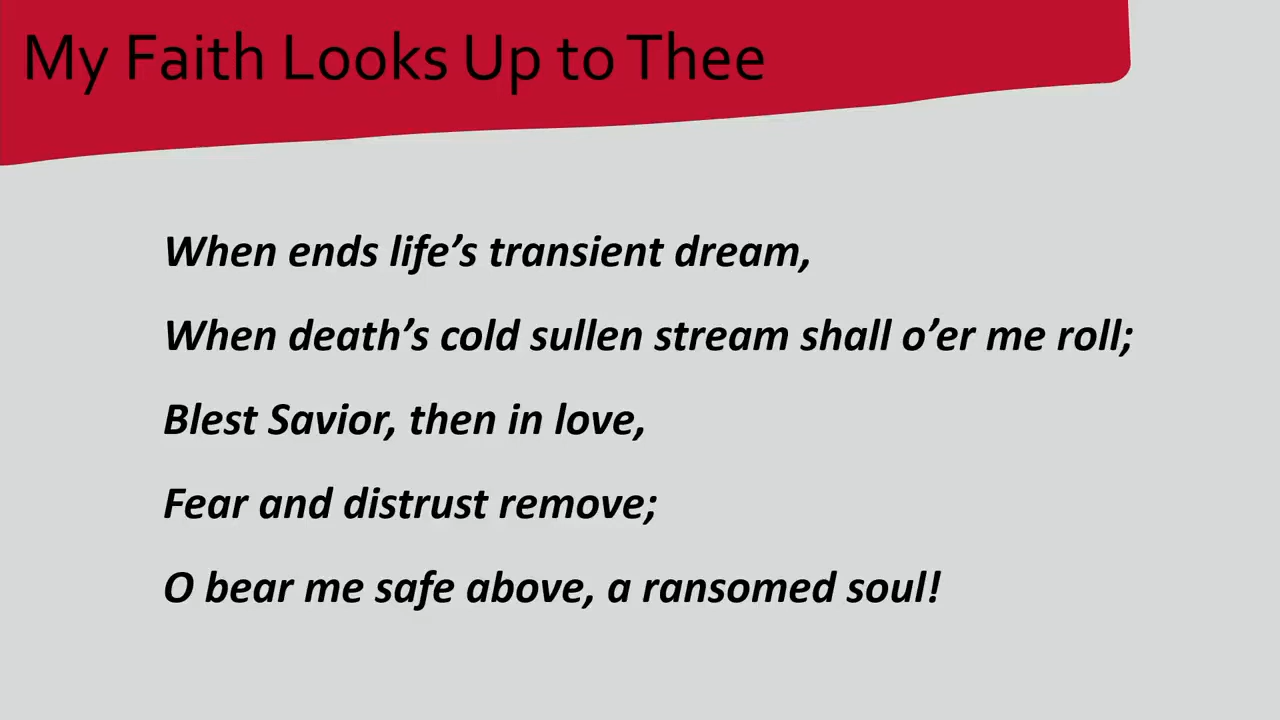 My Faith Looks Up to Thee
When ends life’s transient dream,
When death’s cold sullen stream shall o’er me roll;
Blest Savior, then in love,
Fear and distrust remove;
O bear me safe above, a ransomed soul!